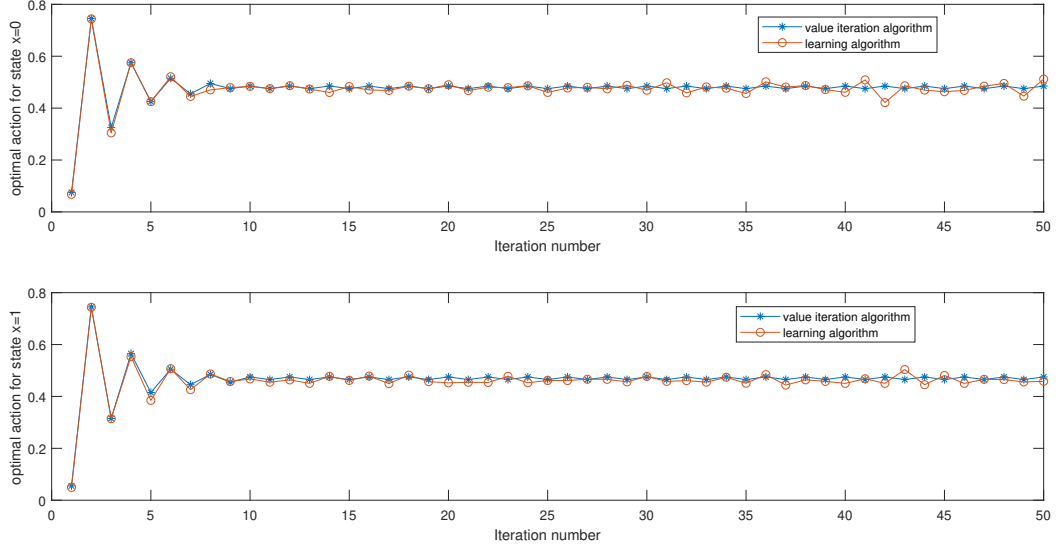 0.8
0.6
0.4
0.2
0
optimal action for state x=0
value iteration algorithm
learning algorithm
5 10 15 20 25 30 35 40 45 50
Iteration number
0.8
0.6
0.4
0.2
0
optimal action for state x=1
value iteration algorithm
learning algorithm
0 5 10 15 20 25 30 35 40 45 50
Iteration number